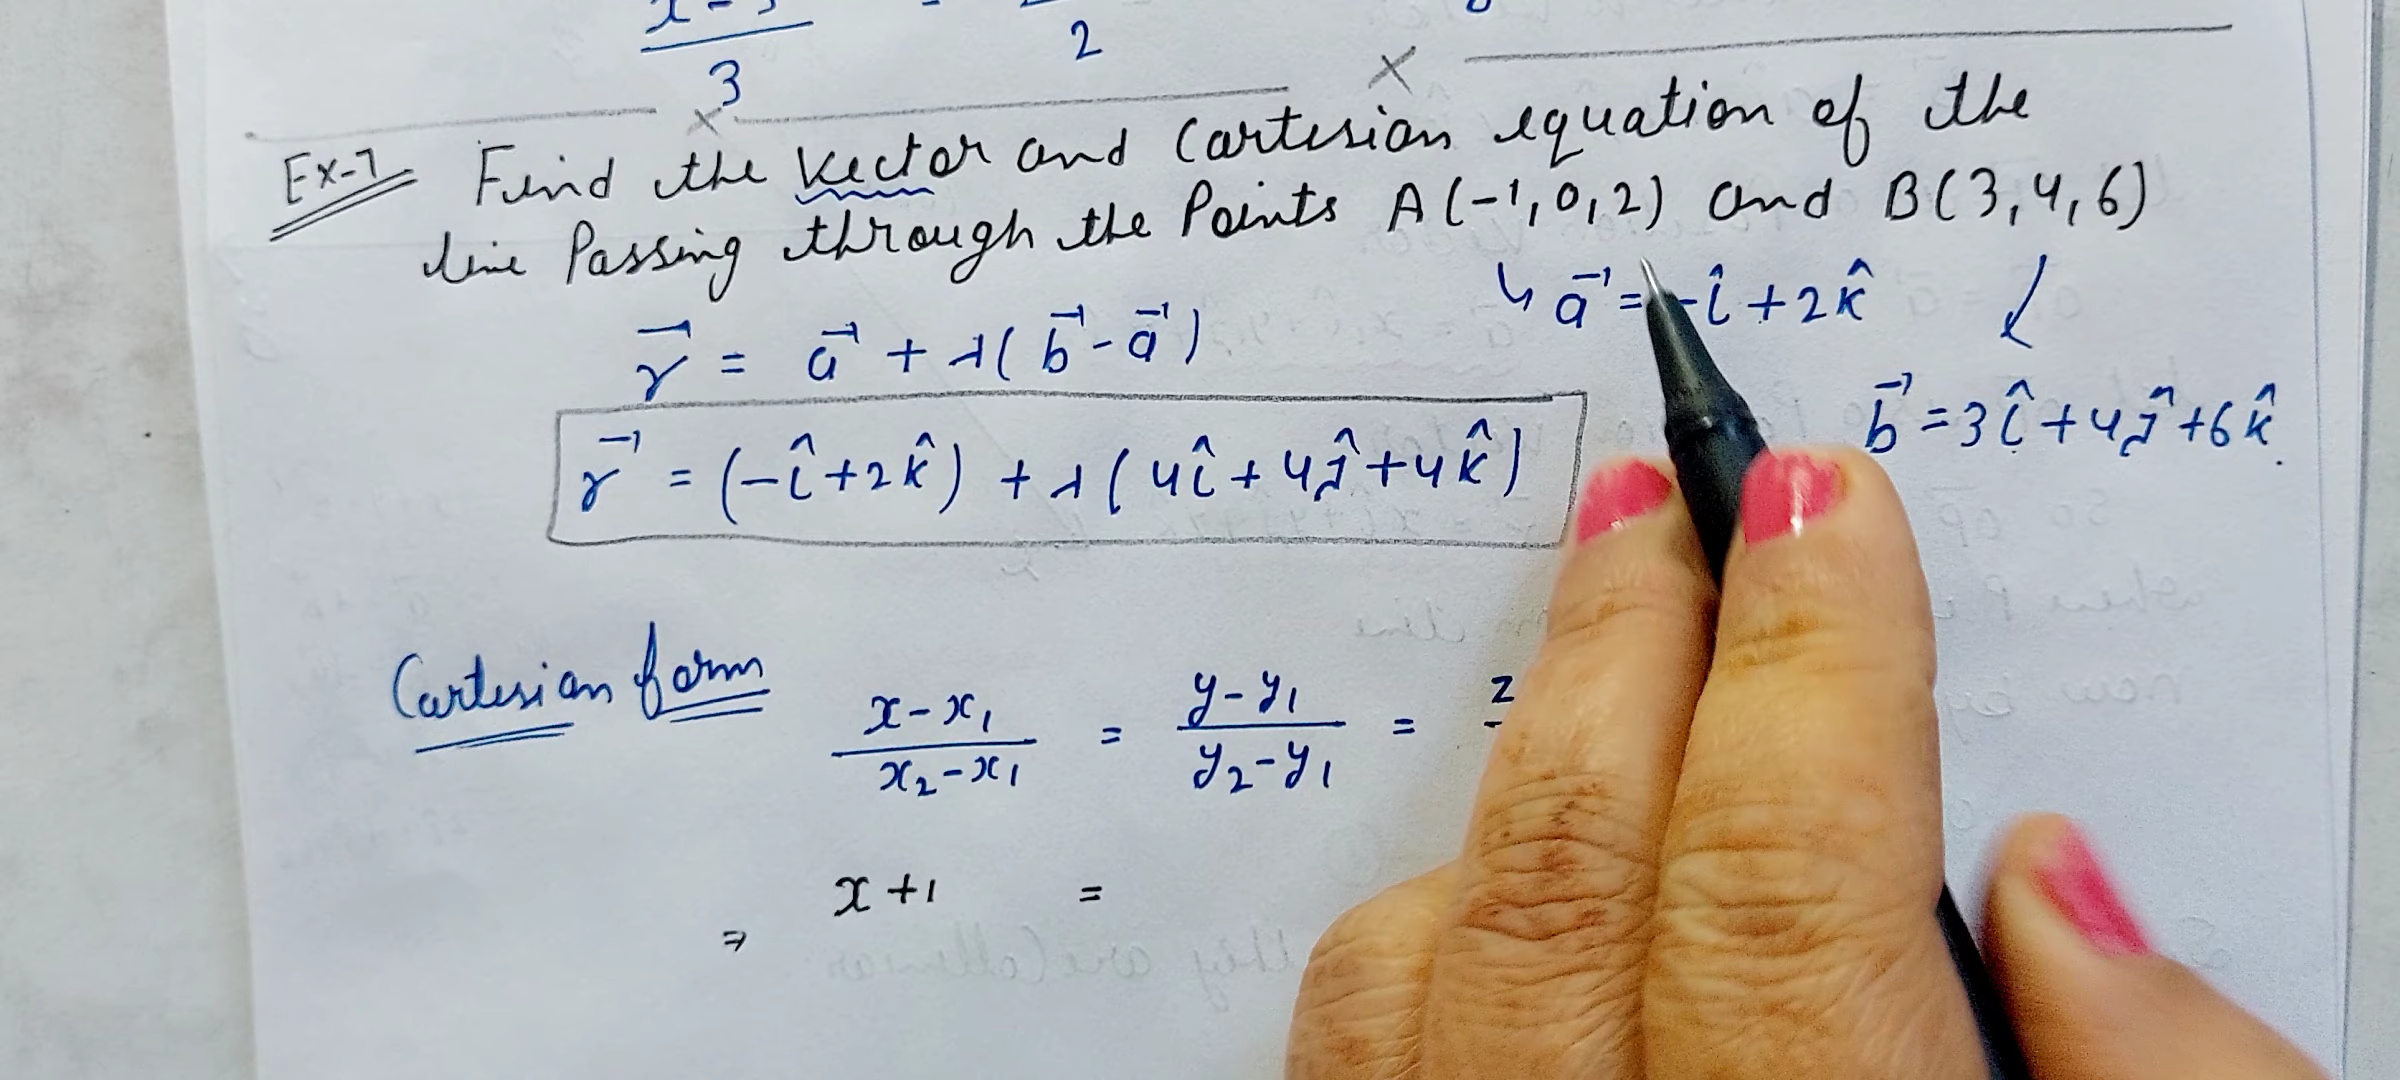 3 2
Ex-7 Find the Vector and Cartesian equation of the
line Passing through the Points A(-1,0,2) and B(3,4,6)
↳ a⃗ = -î+2k̂
r⃗ = a⃗ + λ(b⃗-a⃗)
b⃗ = 3î+4ĵ+6k̂.
r⃗ = (-î+2k̂) + λ(4î+4ĵ+4k̂)
Cartesian form (x-x₁)/(x₂-x₁) = (y-y₁)/(y₂-y₁) = z
⇒ x+1 =